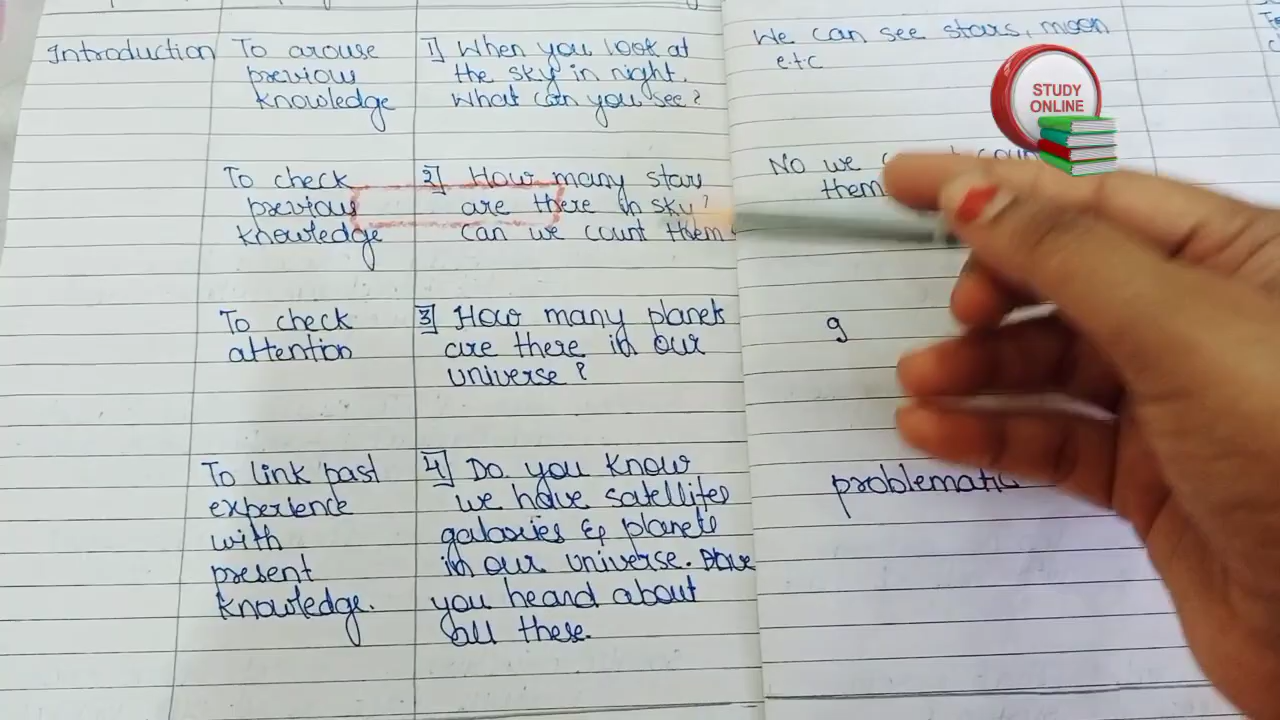 Introduction
To arouse
previous
knowledge
1] When you look at
the sky in night.
What can you see?
We can see stars, moon
etc
STUDY
ONLINE
To check
previous
knowledge
2] How many stars
are there in sky?
can we count them
No we
them
To check
attention
3] How many planets
are there in our
universe?
9
To link past
experience
with
present
knowledge.
4] Do you know
we have satellites
galaxies & planets
in our universe. Have
you heard about
all these.
problematic